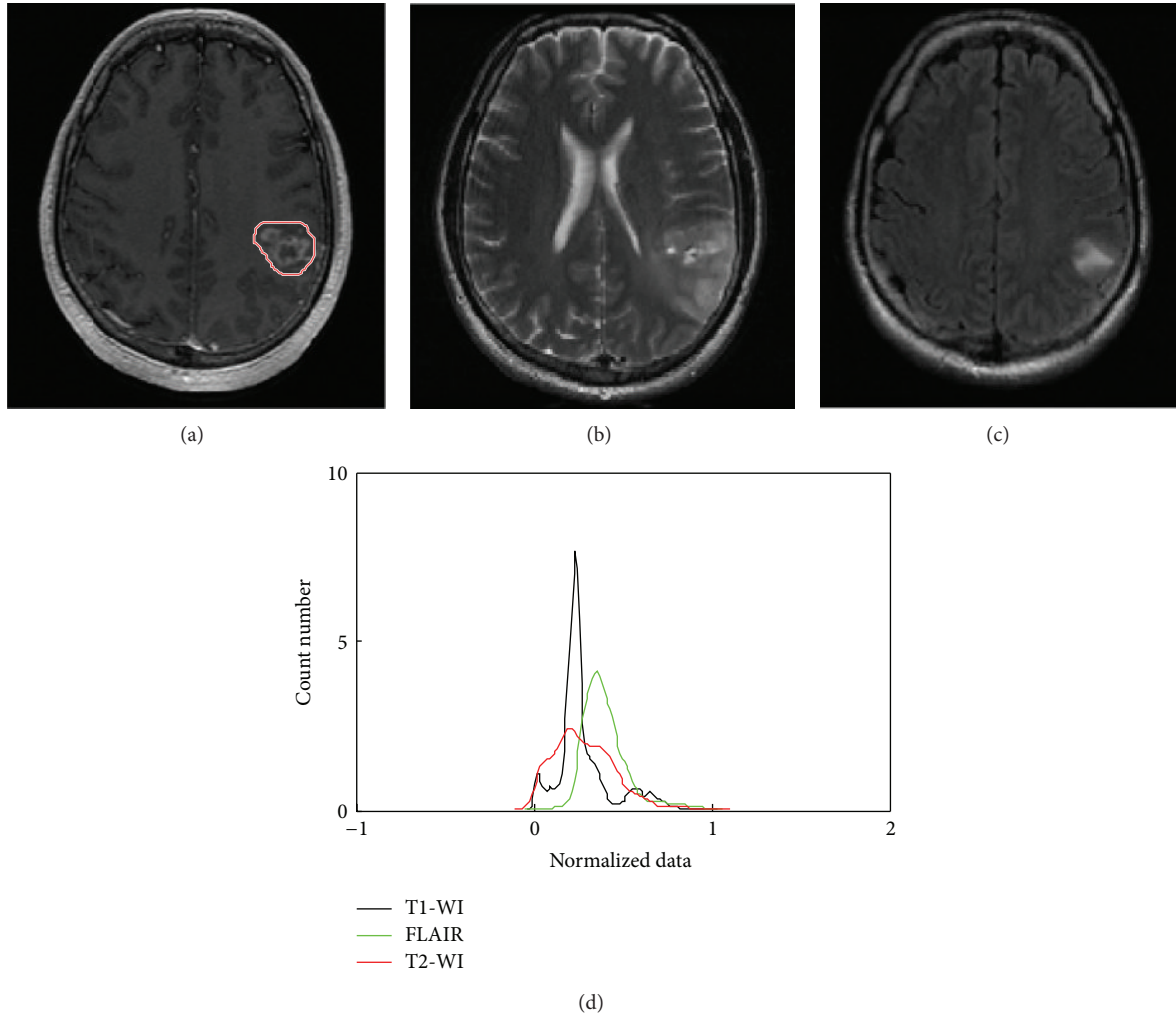 (a)
(b)
(c)
10
5
0
−1
0
1
2
Count number
Normalized data
T1-WI
FLAIR
T2-WI
(d)